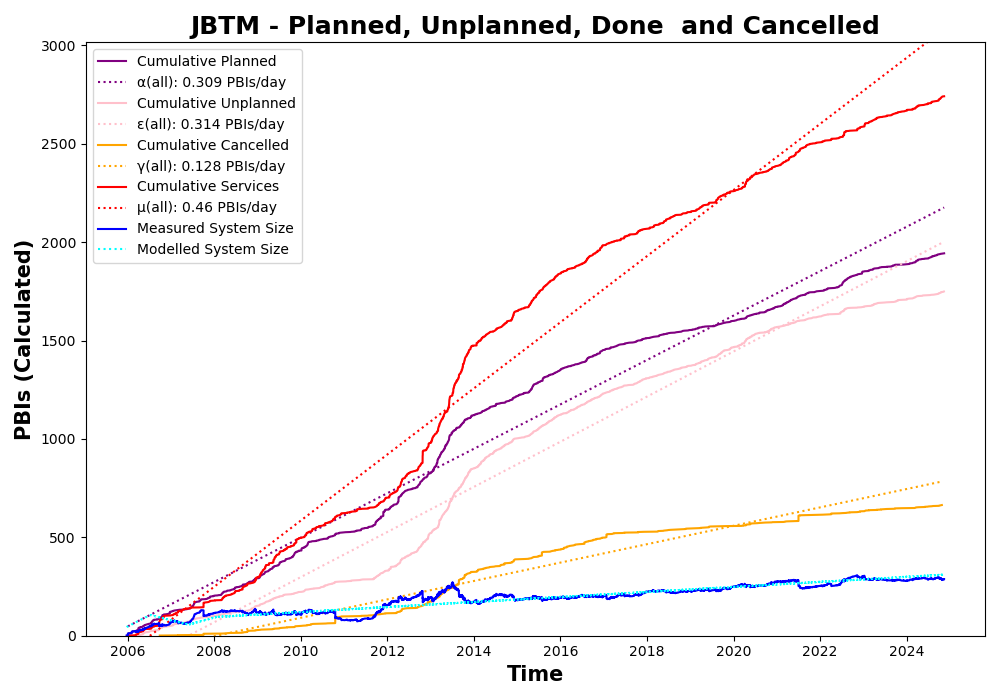 JBTM - Planned, Unplanned, Done  and Cancelled
3000
2500
2000
1500
1000
500
0
PBIs (Calculated)
Cumulative Planned
α(all): 0.309 PBIs/day
Cumulative Unplanned
ε(all): 0.314 PBIs/day
Cumulative Cancelled
γ(all): 0.128 PBIs/day
Cumulative Services
μ(all): 0.46 PBIs/day
Measured System Size
Modelled System Size
2006 2008 2010 2012 2014 2016 2018 2020 2022 2024
Time